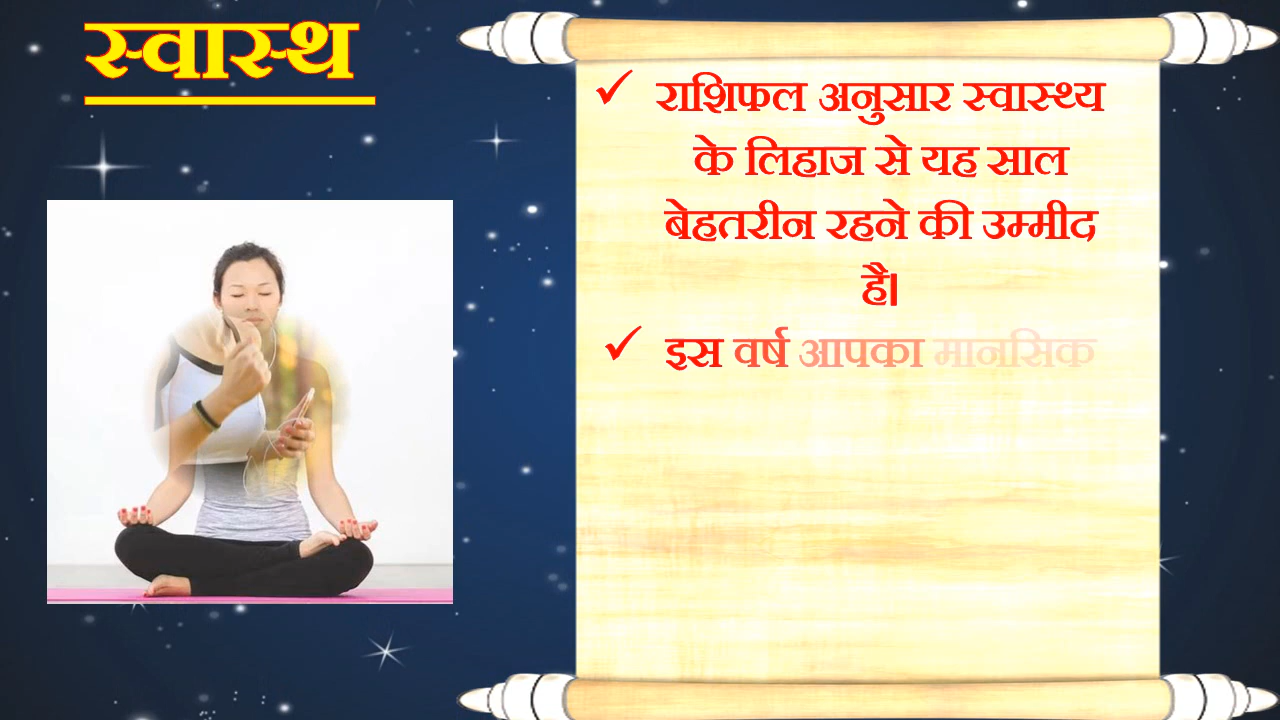 स्वास्थ
राशिफल अनुसार स्वास्थ्य
के लिहाज से यह साल
बेहतरीन रहने की उम्मीद
है।
इस वर्ष आपका मानसिक